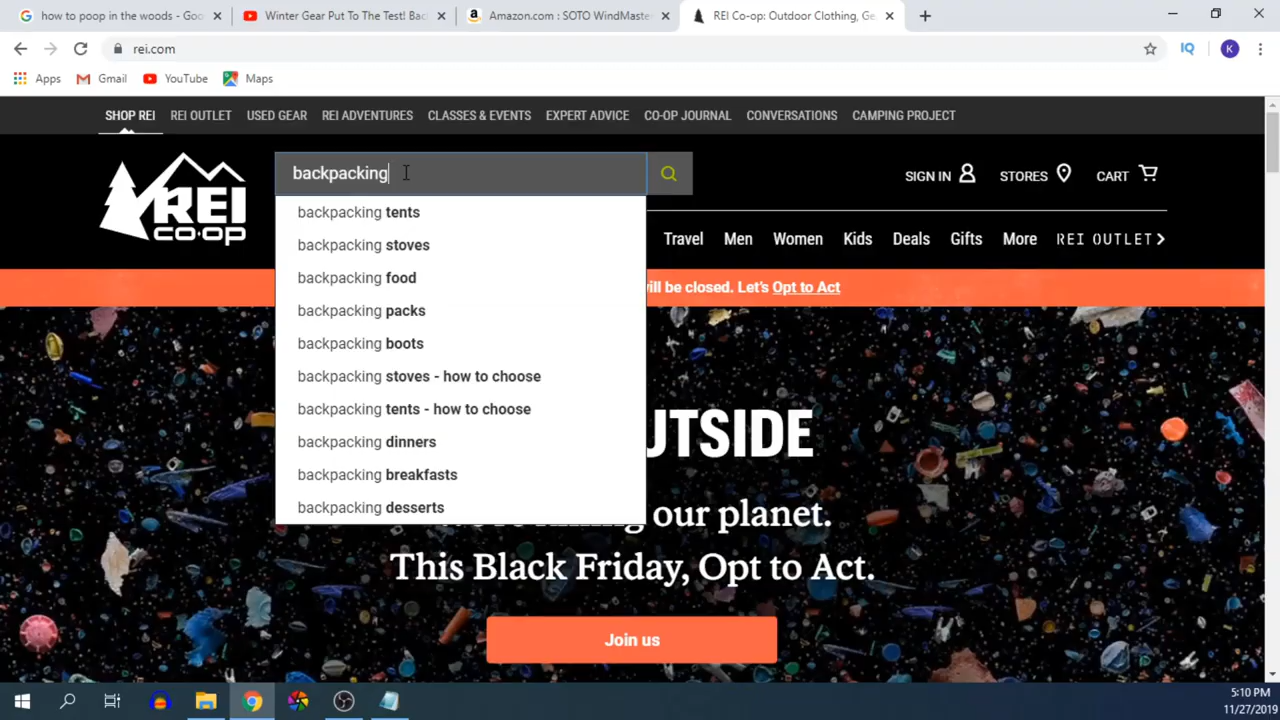 how to poop in the woods - Goo
Winter Gear Put To The Test! Bac
Amazon.com : SOTO WindMaste
REI Co-op: Outdoor Clothing, Ge
rei.com
IQ
K
Apps
Gmail
YouTube
Maps
SHOP REI
REI OUTLET
USED GEAR
REI ADVENTURES
CLASSES & EVENTS
EXPERT ADVICE
CO-OP JOURNAL
CONVERSATIONS
CAMPING PROJECT
REI
CO·OP
backpacking
SIGN IN
STORES
CART
backpacking tents
backpacking stoves
backpacking food
backpacking packs
backpacking boots
backpacking stoves - how to choose
backpacking tents - how to choose
backpacking dinners
backpacking breakfasts
backpacking desserts
Travel
Men
Women
Kids
Deals
Gifts
More
REI OUTLET
will be closed. Let's Opt to Act
UTSIDE
our planet.
This Black Friday, Opt to Act.
Join us
5:10 PM
11/27/2019